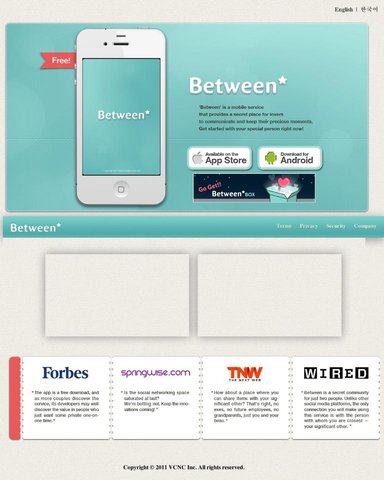 English | 한국어
Free!
Between*
Between*
'Between' is a mobile service
that provides a secret place for lovers
to communicate and keep their precious moments.
Get started with your special person right now!
Available on the
App Store
Download for
Android
Go Get!!
Between*BOX
Between*
Terms Privacy Security Company
Forbes
" The app is a free download, and
as more couples discover the
service, its developers may well
discover the value in people who
just want some private one-on-
one time. "
springwise.com
" Is the social networking space
saturated at last?
We're betting not. Keep the inno-
vations coming! "
TNW
THE NEXT WEB
" How about a place where you
can share items with your sig-
nificant other? That's right, no
exes, no future employees, no
grandparents, just you and your
beau. "
WIRED
" Between is a secret community
for just two people. Unlike other
social media platforms, the only
connection you will make using
this service is with the person
with whom you are closest —
your significant other. "
Copyright © 2011 VCNC Inc. All rights reserved.